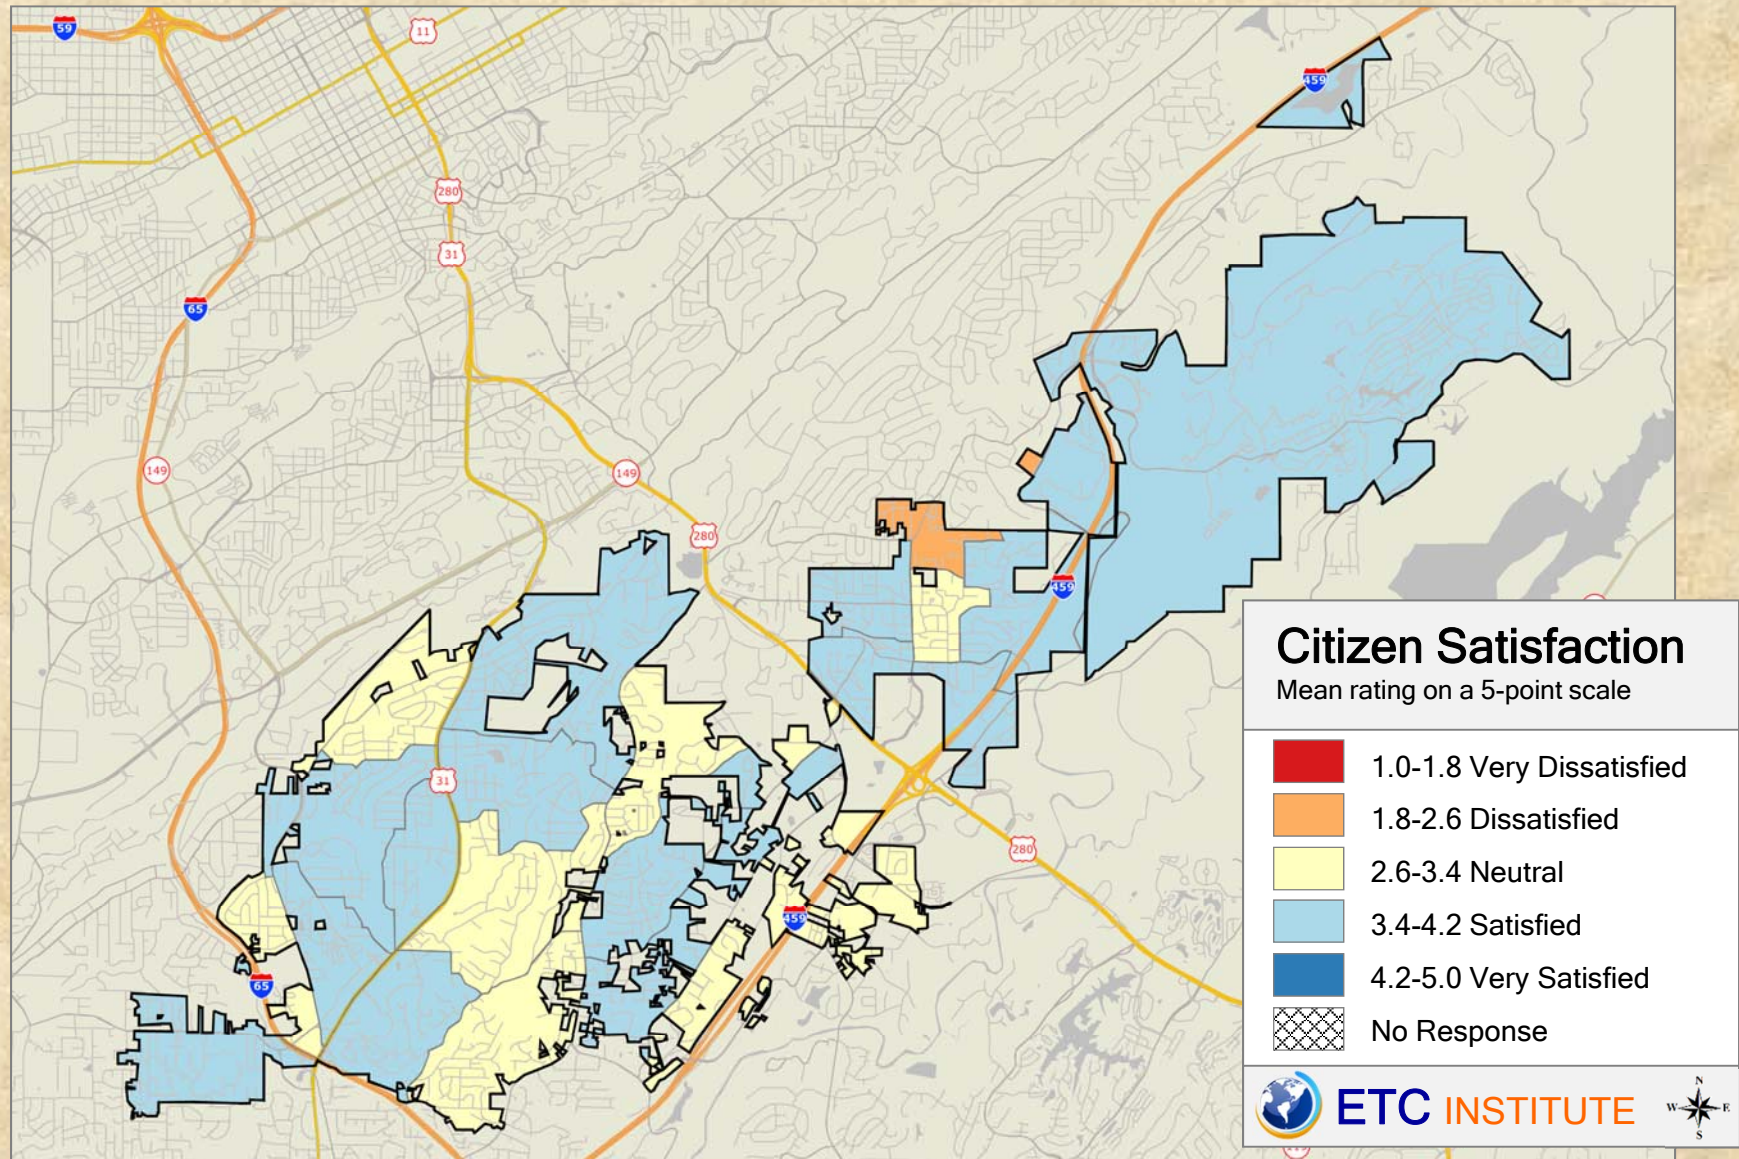 59
11
459
280
31
65
149
149
280
459
31
280
459
65
Citizen Satisfaction
Mean rating on a 5-point scale
1.0-1.8 Very Dissatisfied
1.8-2.6 Dissatisfied
2.6-3.4 Neutral
3.4-4.2 Satisfied
4.2-5.0 Very Satisfied
No Response
ETC INSTITUTE
N
W E
S